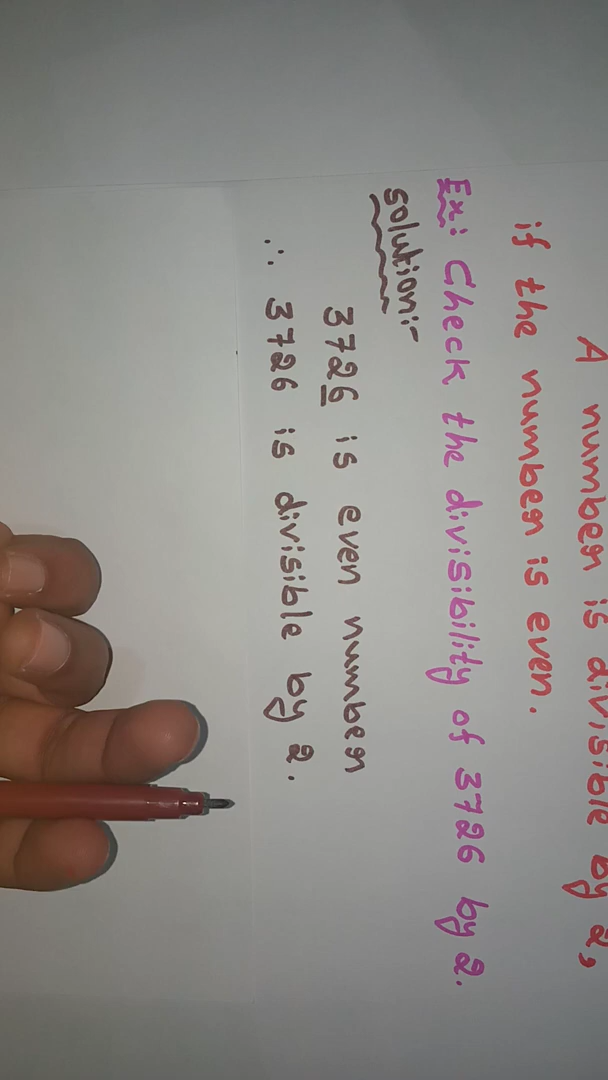 A number is divisible by 2,
if the number is even.
Ex: Check the divisibility of 3726 by 2.
solution:-
3726 is even number
∴ 3726 is divisible by 2.